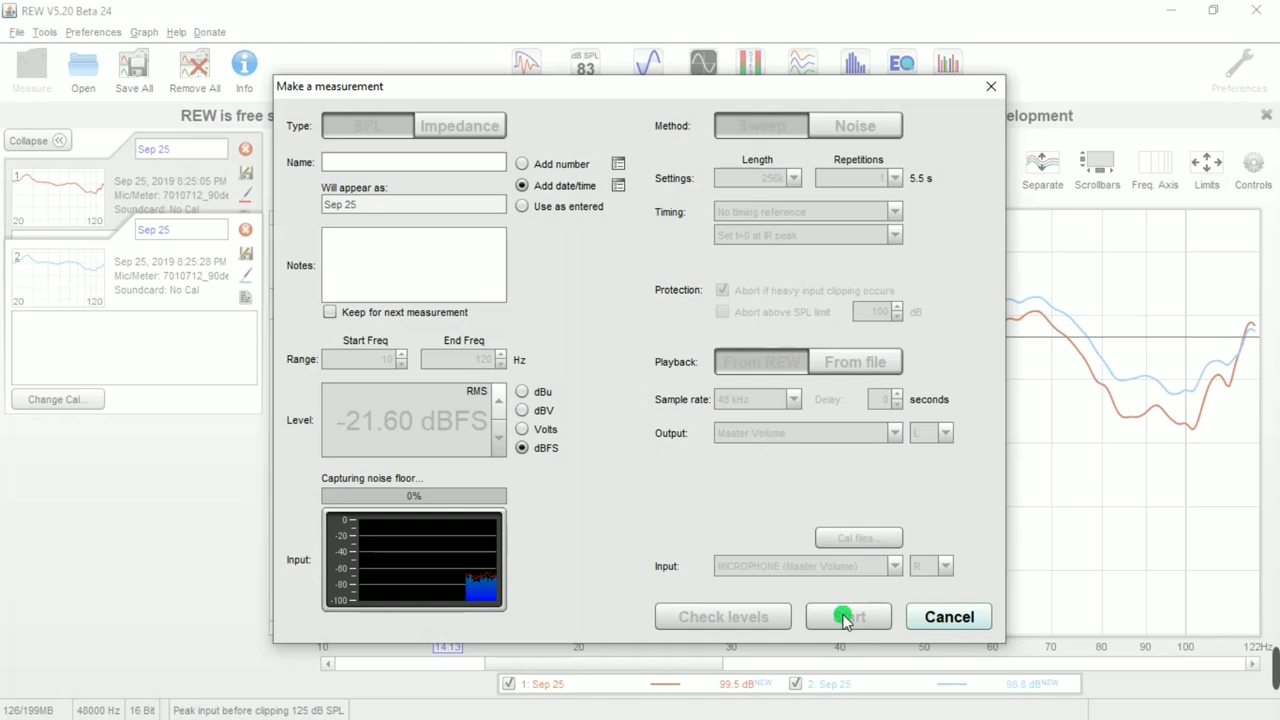 REW V5.20 Beta 24
File Tools Preferences Graph Help Donate
dB SPL
83
EQ
Measure Open Save All Remove All Info Preferences
Make a measurement
REW is free s
elopment
Collapse
Sep 25
1
Sep 25, 2019 8:25:05 PM
Mic/Meter: 7010712_90de
Soundcard: No Cal
20 120
Sep 25
2
Sep 25, 2019 8:25:28 PM
Mic/Meter: 7010712_90de
Soundcard: No Cal
20 120
Change Cal...
Type: SPL Impedance
Name:
Add number
Will appear as:
Add date/time
Sep 25
Use as entered
Notes:
Keep for next measurement
Start Freq End Freq
Range: 10 120 Hz
Level: RMS
-21.60 dBFS
dBu
dBV
Volts
dBFS
Capturing noise floor...
0%
Input:
0
-20
-40
-60
-80
-100
Method: Sweep Noise
Length Repetitions
Settings: 256k 1 5.5 s
Timing: No timing reference
Set t=0 at IR peak
Protection: Abort if heavy input clipping occurs
Abort above SPL limit 100 dB
Playback: From REW From file
Sample rate: 48 kHz Delay: 0 seconds
Output: Master Volume L
Cal files...
Input: MICROPHONE (Master Volume) R
Check levels Cancel
Separate Scrollbars Freq. Axis Limits Controls
10 14.13 20 30 40 50 60 70 80 90 100 122Hz
1: Sep 25 99.5 dB NEW 2: Sep 25 98.8 dB NEW
126/199MB 48000 Hz 16 Bit Peak input before clipping 125 dB SPL